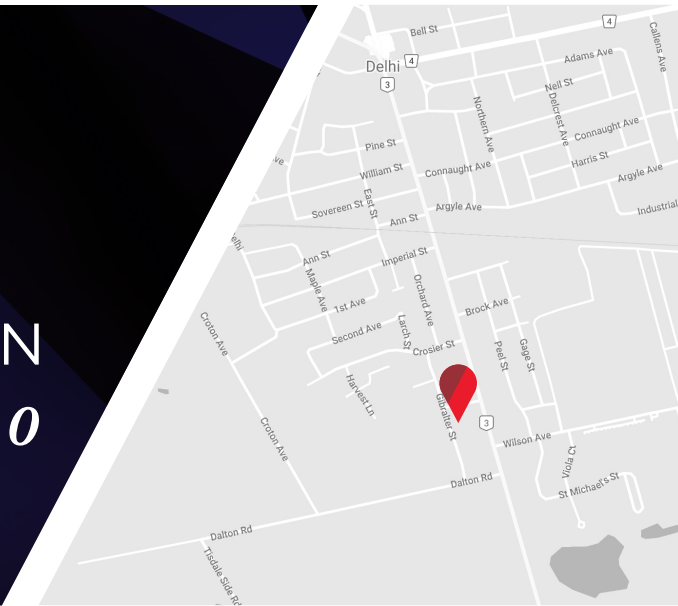 Bell St
4
Callens Ave
Delhi
4
Adams Ave
3
Nell St
Northern Ave
Delcrest Ave
Connaught Ave
Pine St
ve
William St
Connaught Ave
Harris St
Argyle Ave
East St
Sovereen St
Ann St
Argyle Ave
Industrial
elhi
Ann St
Imperial St
Maple Ave
Orchard Ave
1st Ave
Brock Ave
Croton Ave
Second Ave
Larch St
Crosier St
Peel St
Gage St
N
Harvest Ln
Gibralter St
3
0
Croton Ave
Wilson Ave
Viola Ct
Dalton Rd
St Michael's St
Dalton Rd
Tisdale Side Rd